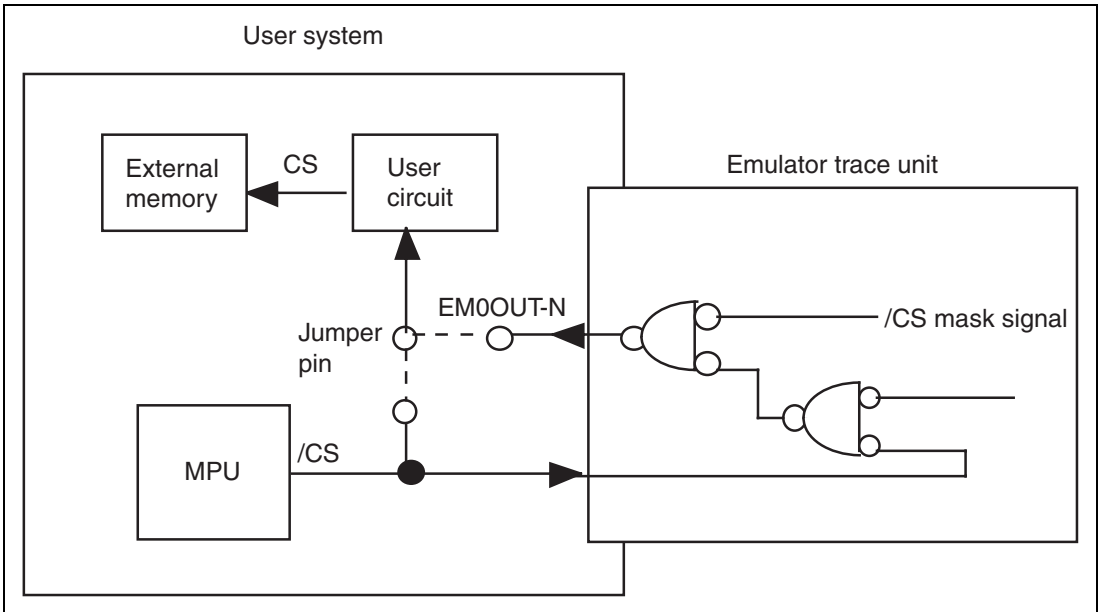 User system
External
memory
CS
User
circuit
Emulator trace unit
EM0OUT-N
Jumper
pin
/CS mask signal
MPU
/CS